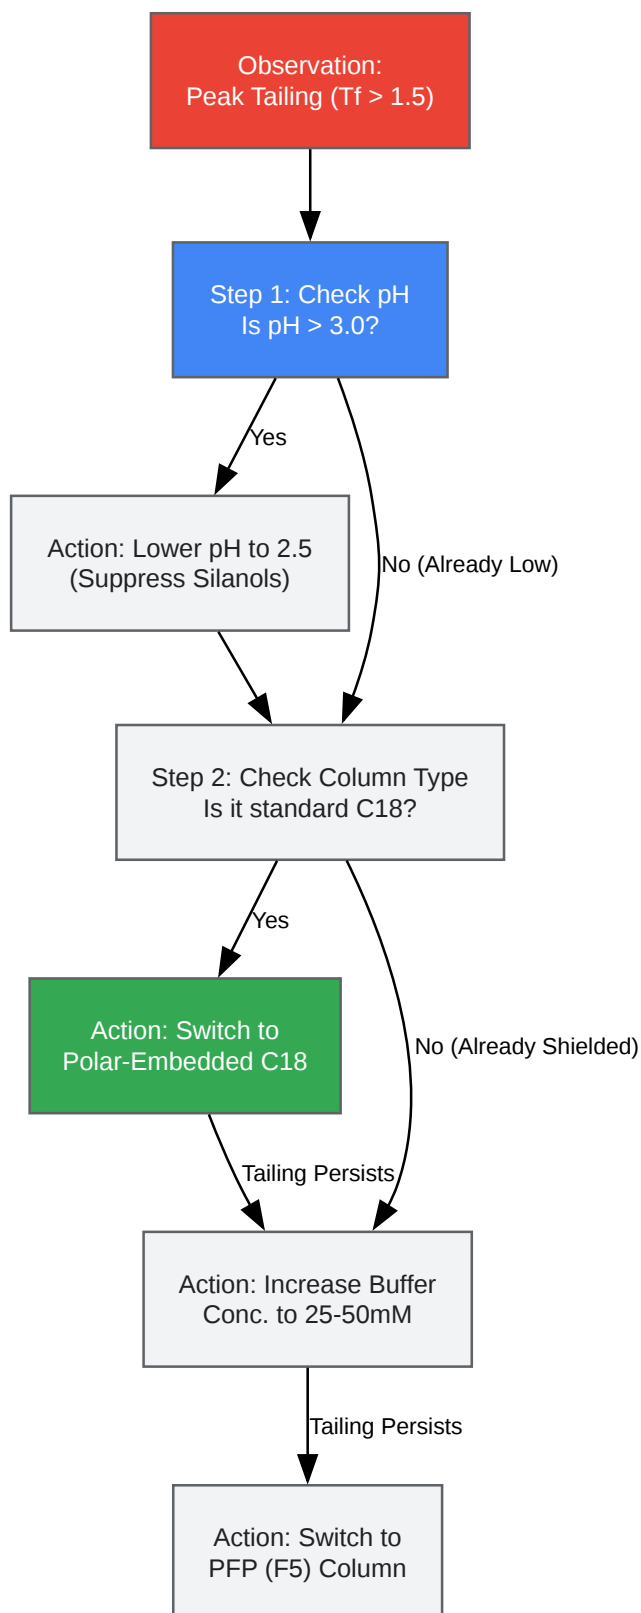 Observation:
Peak Tailing (Tf > 1.5)
Step 1: Check pH
Is pH > 3.0?
Yes
Action: Lower pH to 2.5
(Suppress Silanols)
No (Already Low)
Step 2: Check Column Type
Is it standard C18?
Yes
Action: Switch to
Polar-Embedded C18
No (Already Shielded)
Tailing Persists
Action: Increase Buffer
Conc. to 25-50mM
Tailing Persists
Action: Switch to
PFP (F5) Column